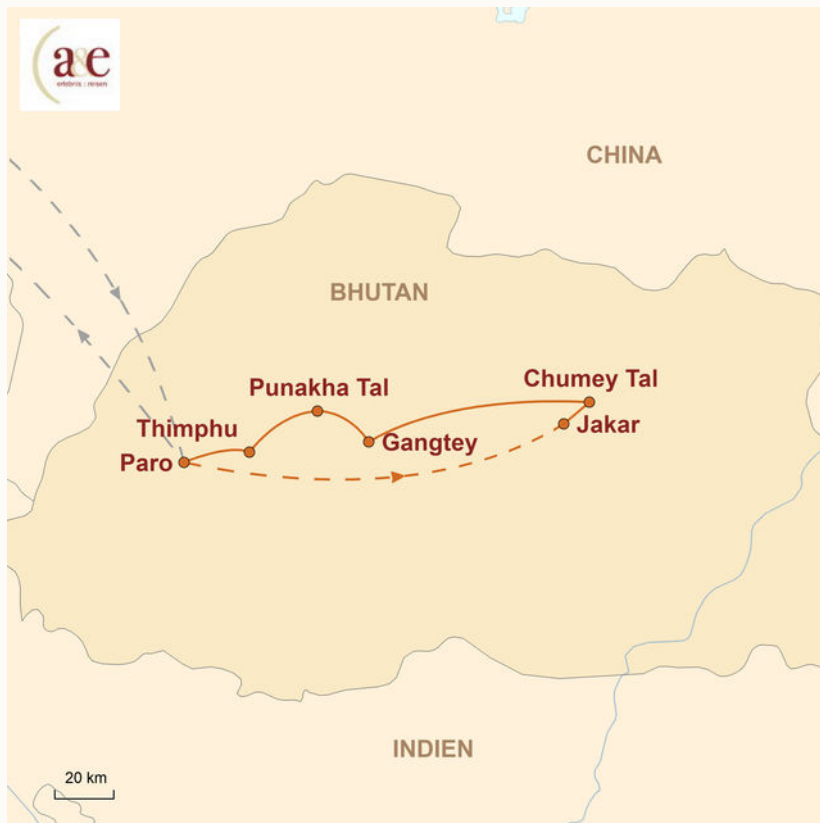 a&e
erlebnis : reisen
CHINA
BHUTAN
Chumey Tal
Punakha Tal
Jakar
Thimphu
Gangtey
Paro
INDIEN
20 km